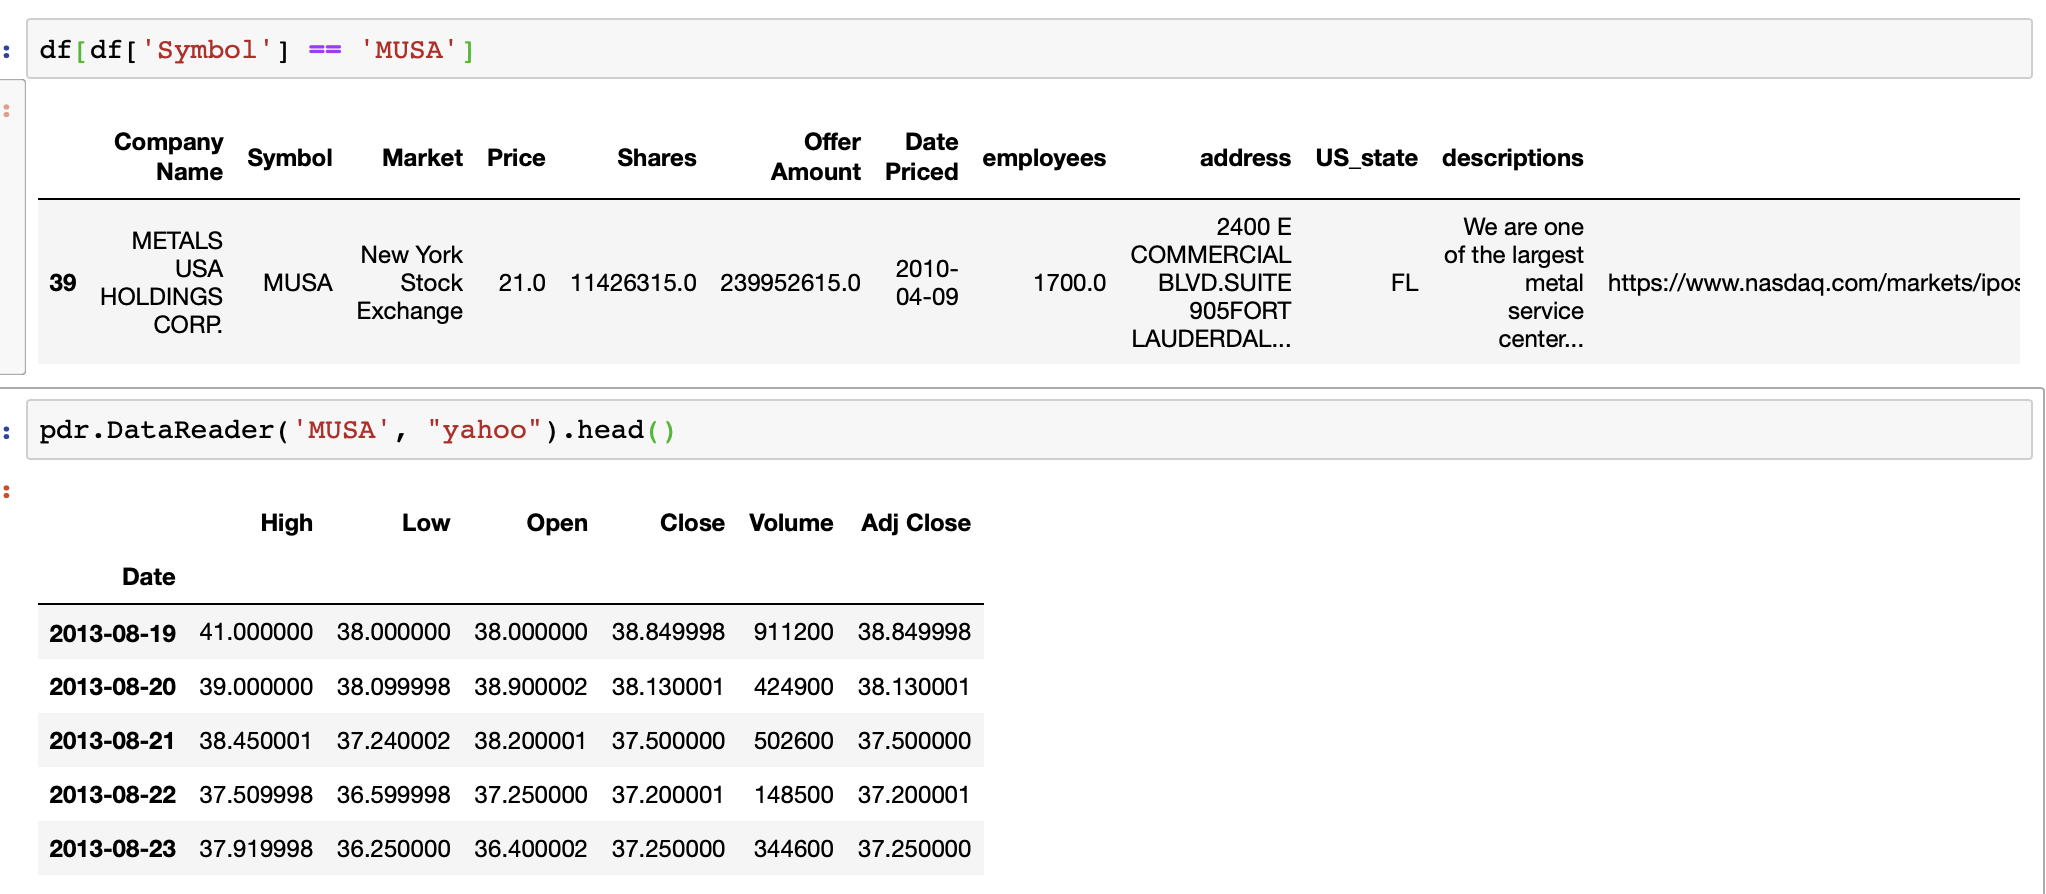 df[df['Symbol'] == 'MUSA']
Company Name Symbol Market Price Shares Offer Amount Date Priced employees address US_state descriptions
39 METALS USA HOLDINGS CORP. MUSA New York Stock Exchange 21.0 11426315.0 239952615.0 2010-04-09 1700.0 2400 E COMMERCIAL BLVD.SUITE 905FORT LAUDERDAL... FL We are one of the largest metal service center... https://www.nasdaq.com/markets/ipos
pdr.DataReader('MUSA', "yahoo").head()
High Low Open Close Volume Adj Close
Date
2013-08-19 41.000000 38.000000 38.000000 38.849998 911200 38.849998
2013-08-20 39.000000 38.099998 38.900002 38.130001 424900 38.130001
2013-08-21 38.450001 37.240002 38.200001 37.500000 502600 37.500000
2013-08-22 37.509998 36.599998 37.250000 37.200001 148500 37.200001
2013-08-23 37.919998 36.250000 36.400002 37.250000 344600 37.250000